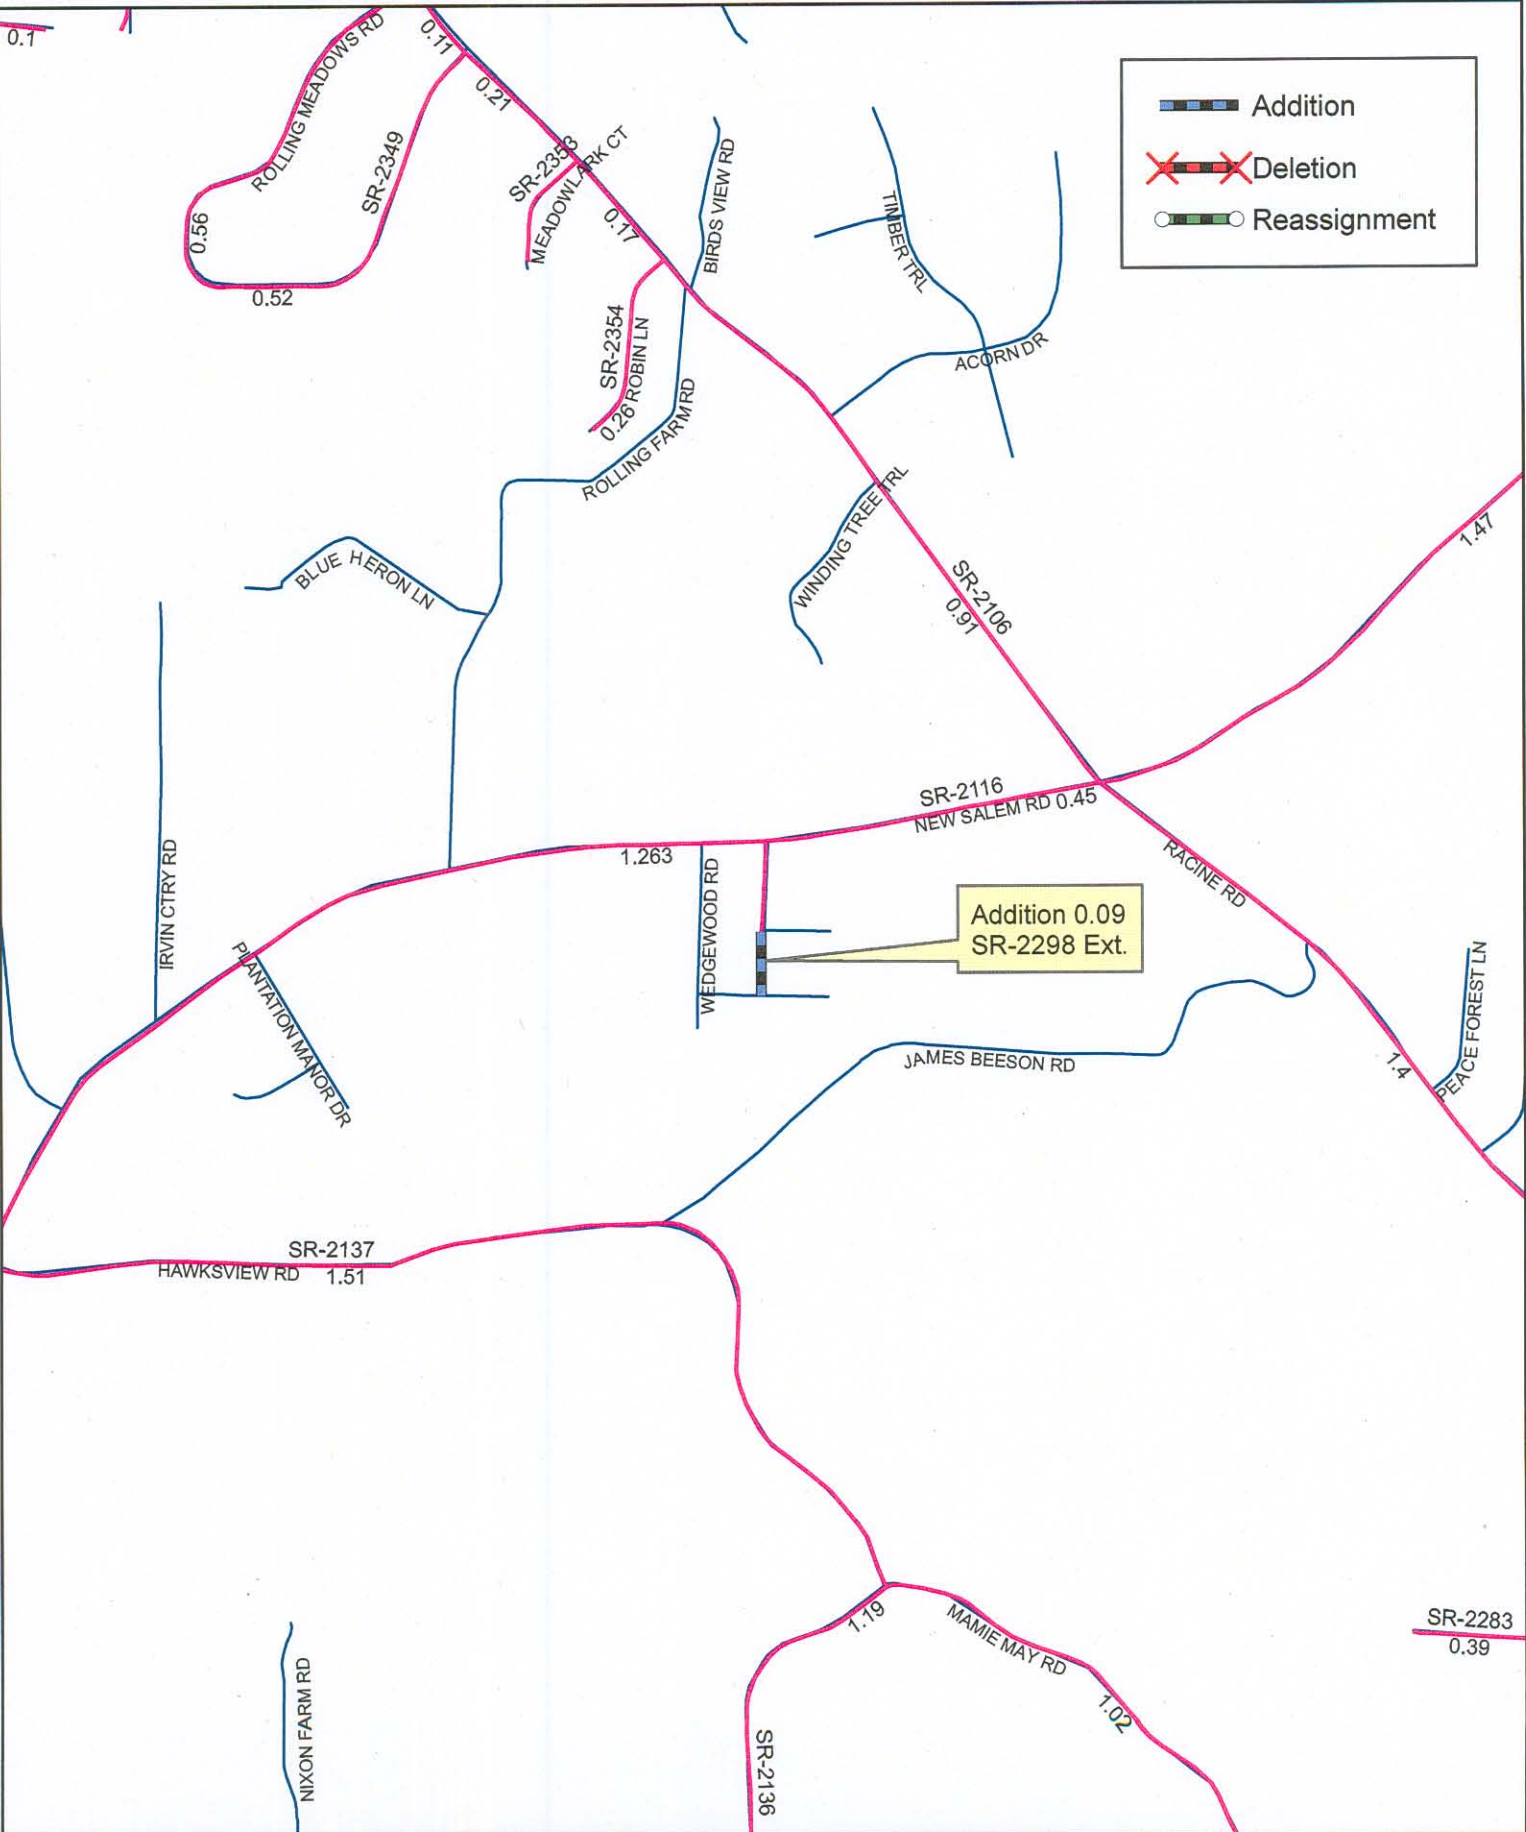 0.1
ROLLING MEADOWS RD
0.11
0.21
SR-2349
SR-2353
MEADOWLARK CT
0.56
0.52
0.17
BIRDS VIEW RD
TIMBER TRL
Addition
Deletion
Reassignment
SR-2354
ROBIN LN
0.26
ACORN DR
ROLLING FARM RD
BLUE HERON LN
WINDING TREE TRL
SR-2106
0.91
1.47
SR-2116
NEW SALEM RD 0.45
1.263
IRVIN CTRY RD
WEDGEWOOD RD
RACINE RD
Addition 0.09
SR-2298 Ext.
PLANTATION MANOR DR
JAMES BEESON RD
1.4
PEACE FOREST LN
SR-2137
HAWKSVIEW RD 1.51
1.19
MAMIE MAY RD
SR-2283
0.39
1.02
NIXON FARM RD
SR-2136